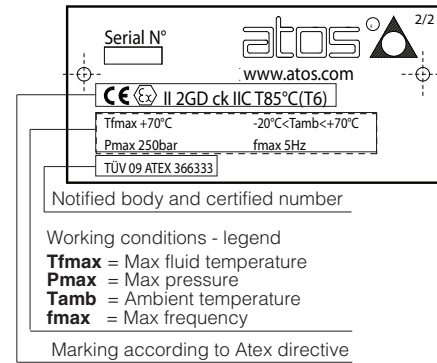 2/2
Serial N°
atos
www.atos.com
CE Ex II 2GD ck IIC T85°C(T6)
Tfmax +70°C -20°C<Tamb<+70°C
Pmax 250bar fmax 5Hz
TÜV 09 ATEX 366333
Notified body and certified number
Working conditions - legend
Tfmax = Max fluid temperature
Pmax = Max pressure
Tamb = Ambient temperature
fmax = Max frequency
Marking according to Atex directive